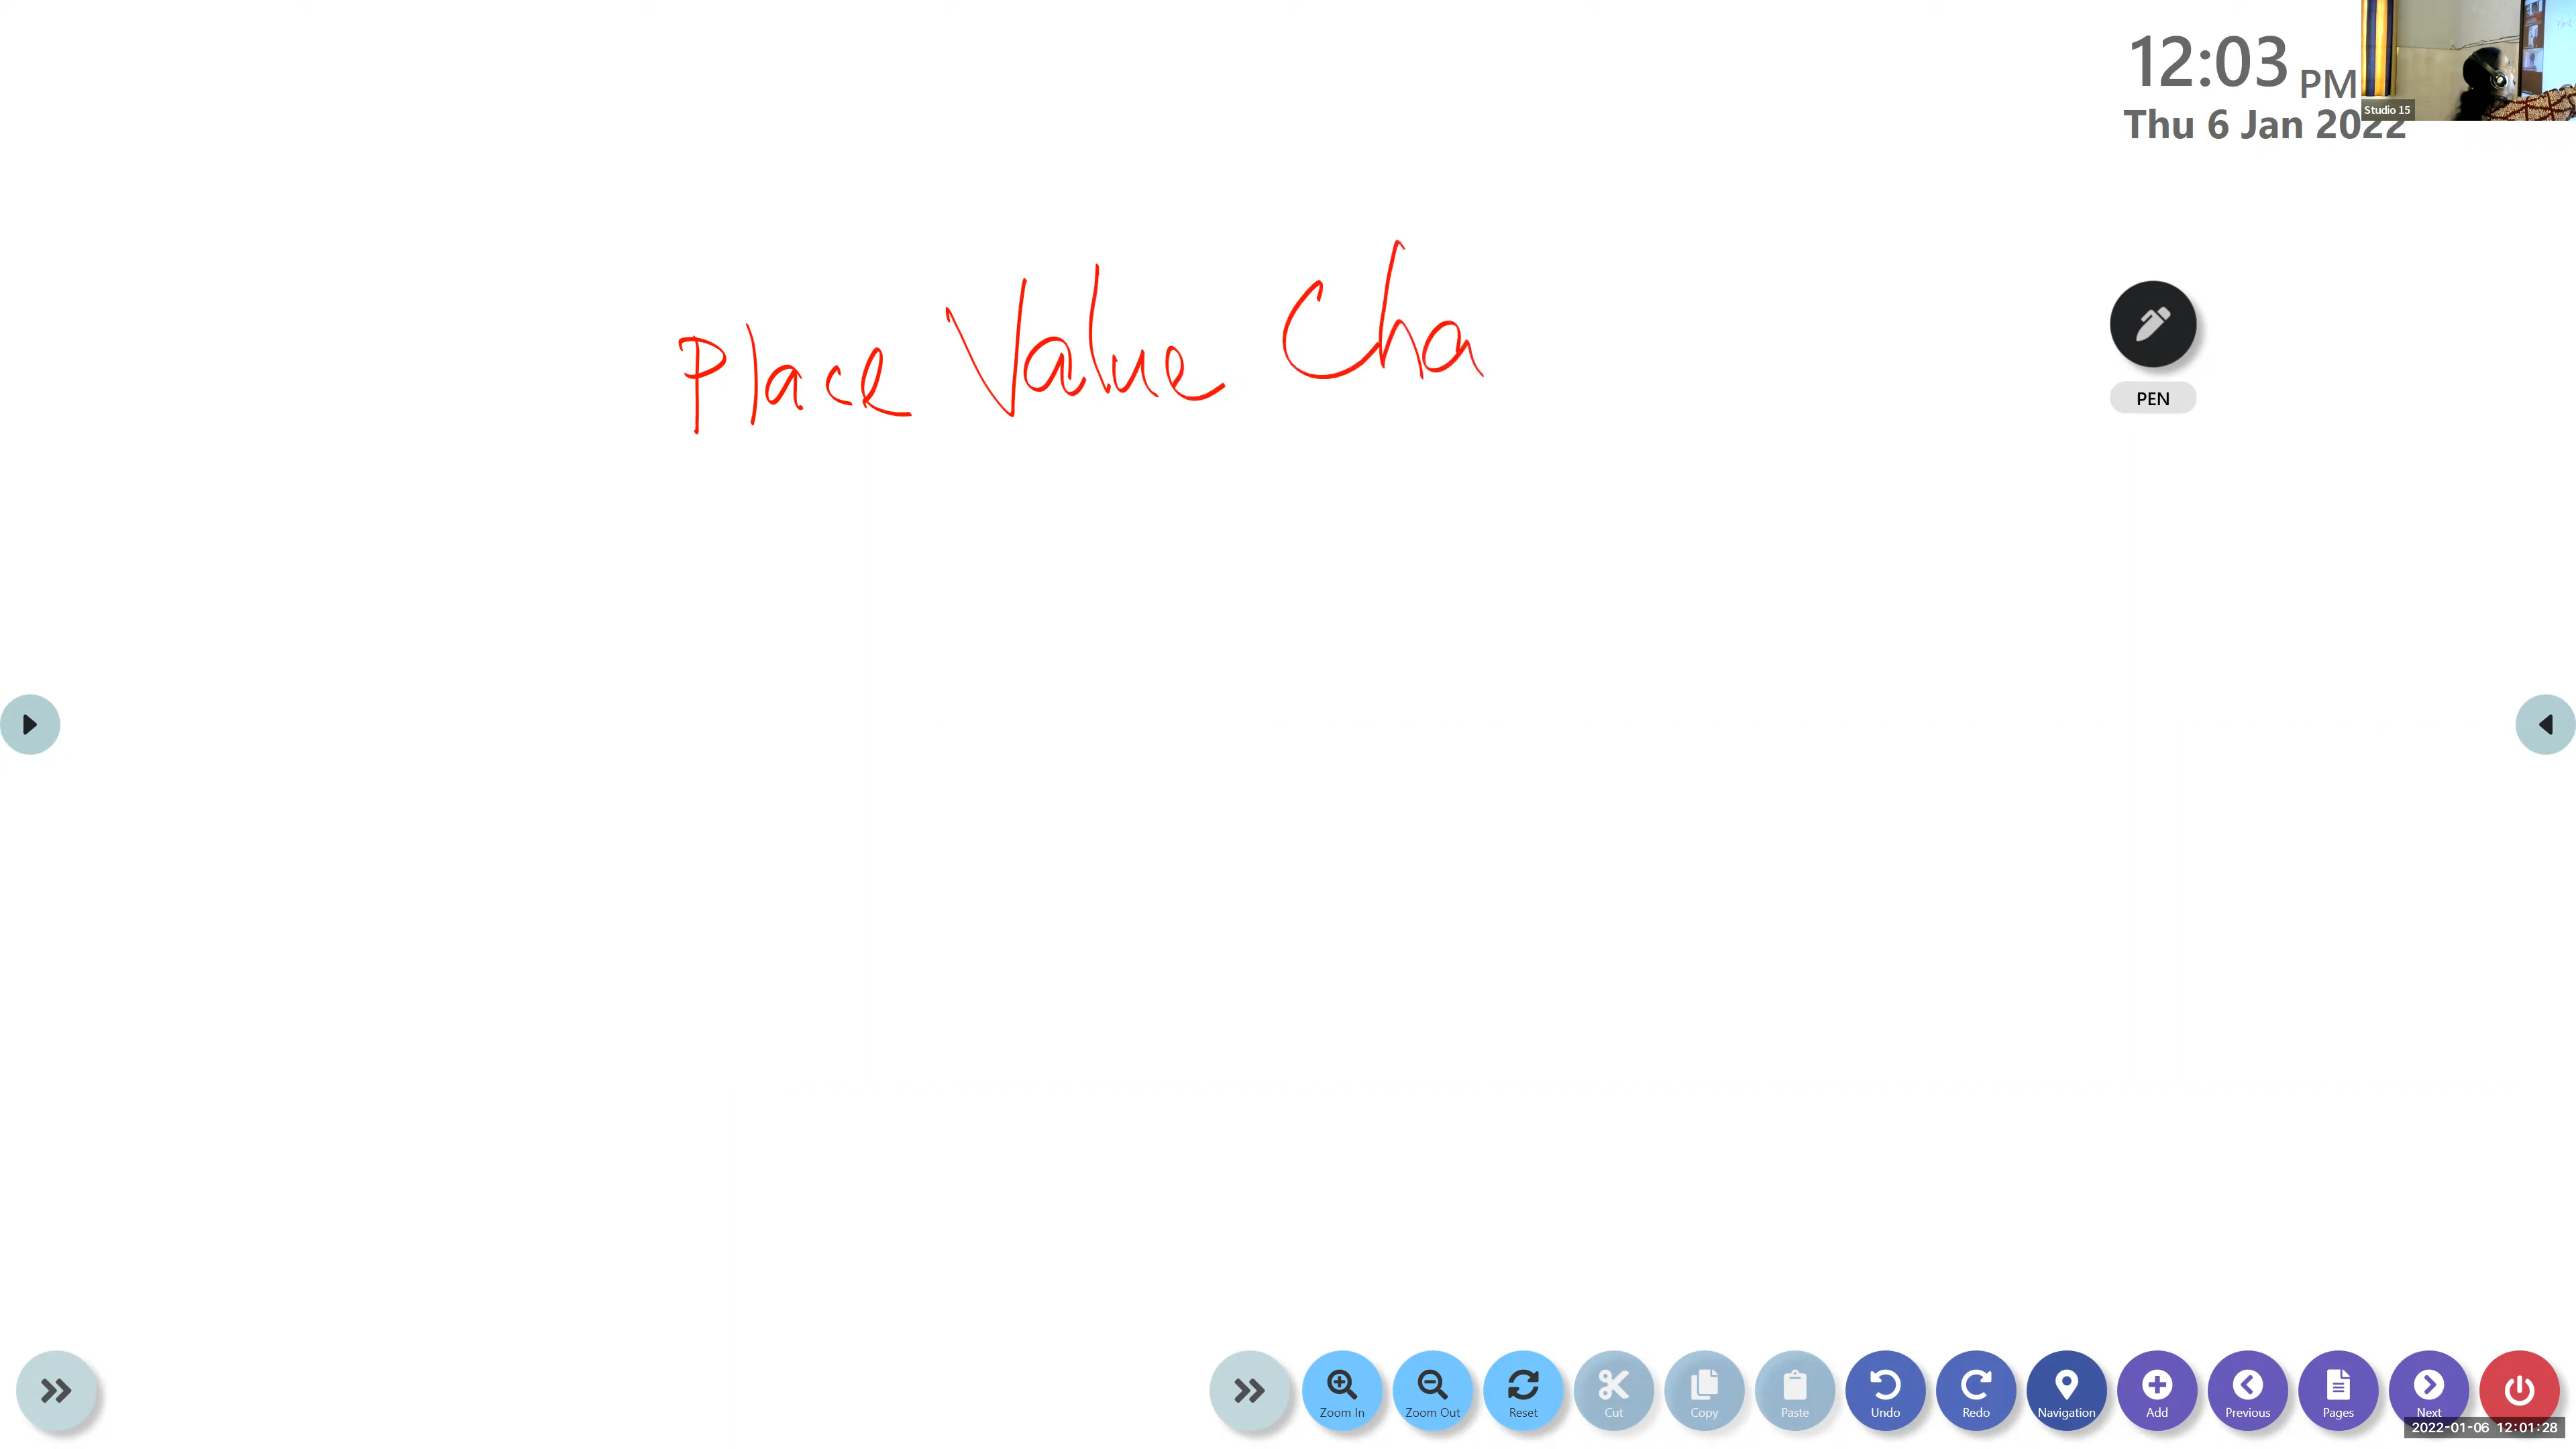 12:03 PM
Studio 15
Thu 6 Jan 2022
Place Value Cha
PEN
Zoom In Zoom Out Reset Cut Copy Paste Undo Redo Navigation Add Previous Pages Next
2022-01-06 12:01:28